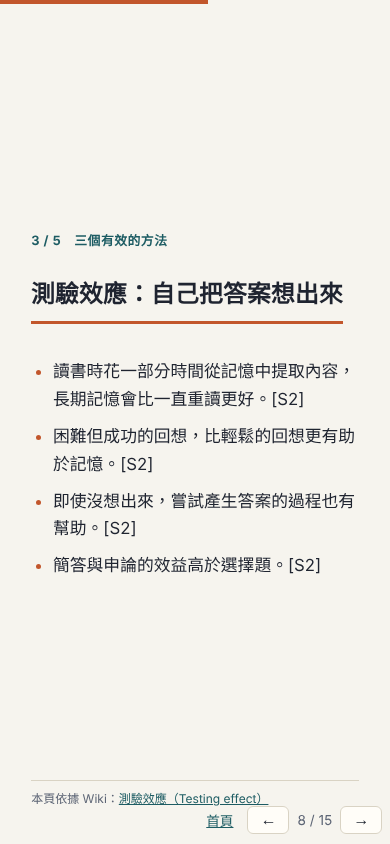 3 / 5 三個有效的方法
測驗效應：自己把答案想出來
• 讀書時花一部分時間從記憶中提取內容，
長期記憶會比一直重讀更好。[S2]
• 困難但成功的回想，比輕鬆的回想更有助
於記憶。[S2]
• 即使沒想出來，嘗試產生答案的過程也有
幫助。[S2]
• 簡答與申論的效益高於選擇題。[S2]
本頁依據 Wiki：測驗效應（Testing effect）
首頁 ← 8 / 15 →